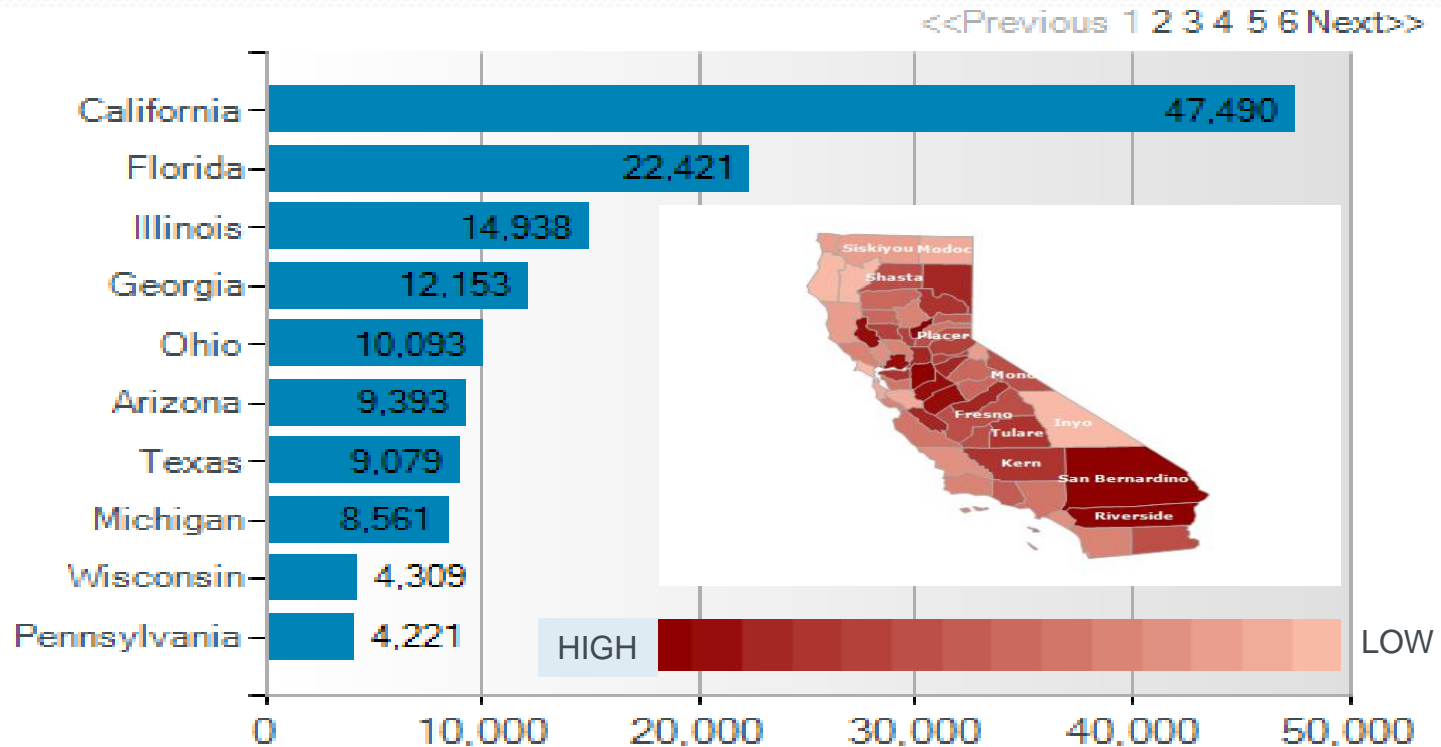 <<Previous 1 2 3 4 5 6 Next>>
California 47,490
Florida 22,421
Illinois 14,938
Georgia 12,153
Ohio 10,093
Arizona 9,393
Texas 9,079
Michigan 8,561
Wisconsin 4,309
Pennsylvania 4,221
Siskiyou Modoc
Shasta
Placer
Mono
Fresno
Inyo
Tulare
Kern
San Bernardino
Riverside
HIGH LOW
0 10,000 20,000 30,000 40,000 50,000